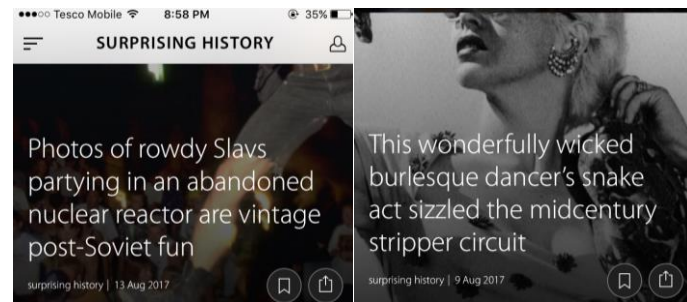 Tesco Mobile 8:58 PM 35%
SURPRISING HISTORY
Photos of rowdy Slavs
partying in an abandoned
nuclear reactor are vintage
post-Soviet fun
surprising history | 13 Aug 2017
This wonderfully wicked
burlesque dancer's snake
act sizzled the midcentury
stripper circuit
surprising history | 9 Aug 2017